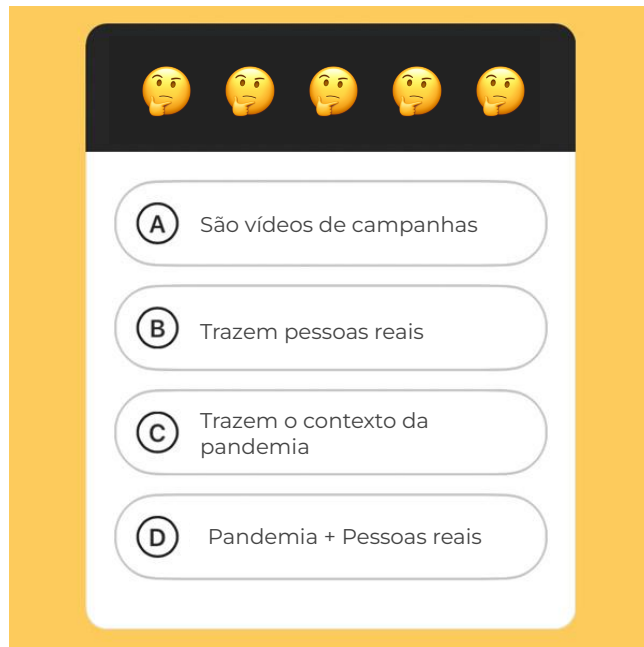 A
São vídeos de campanhas
B
Trazem pessoas reais
C
Trazem o contexto da
pandemia
D
Pandemia + Pessoas reais